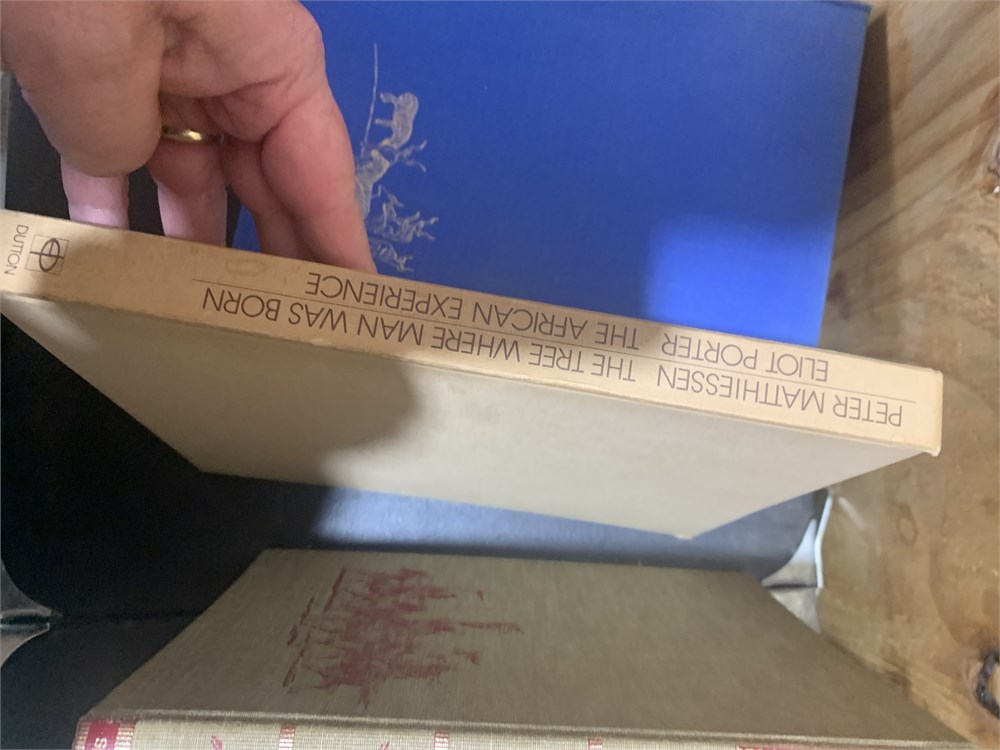 PETER MATTHIESSEN THE TREE WHERE MAN WAS BORN
ELIOT PORTER THE AFRICAN EXPERIENCE
DUTTON
S